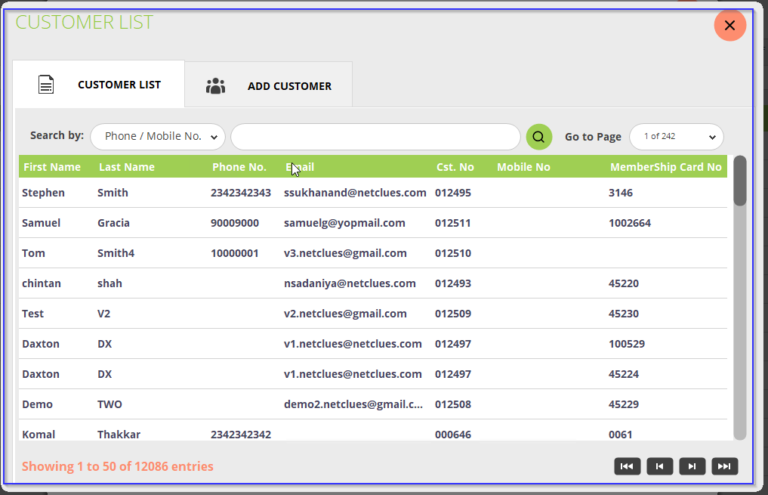 CUSTOMER LIST
CUSTOMER LIST ADD CUSTOMER
Search by: Phone / Mobile No. Go to Page 1 of 242
First Name Last Name Phone No. Email Cst. No Mobile No MemberShip Card No
Stephen Smith 2342342343 ssukhanand@netclues.com 012495 3146
Samuel Gracia 90009000 samuelg@yopmail.com 012511 1002664
Tom Smith4 10000001 v3.netclues@gmail.com 012510
chintan shah nsadaniya@netclues.com 012493 45220
Test V2 v2.netclues@gmail.com 012509 45230
Daxton DX v1.netclues@netclues.com 012497 100529
Daxton DX v1.netclues@netclues.com 012497 45224
Demo TWO demo2.netclues@gmail.c... 012508 45229
Komal Thakkar 2342342342 000646 0061
Showing 1 to 50 of 12086 entries